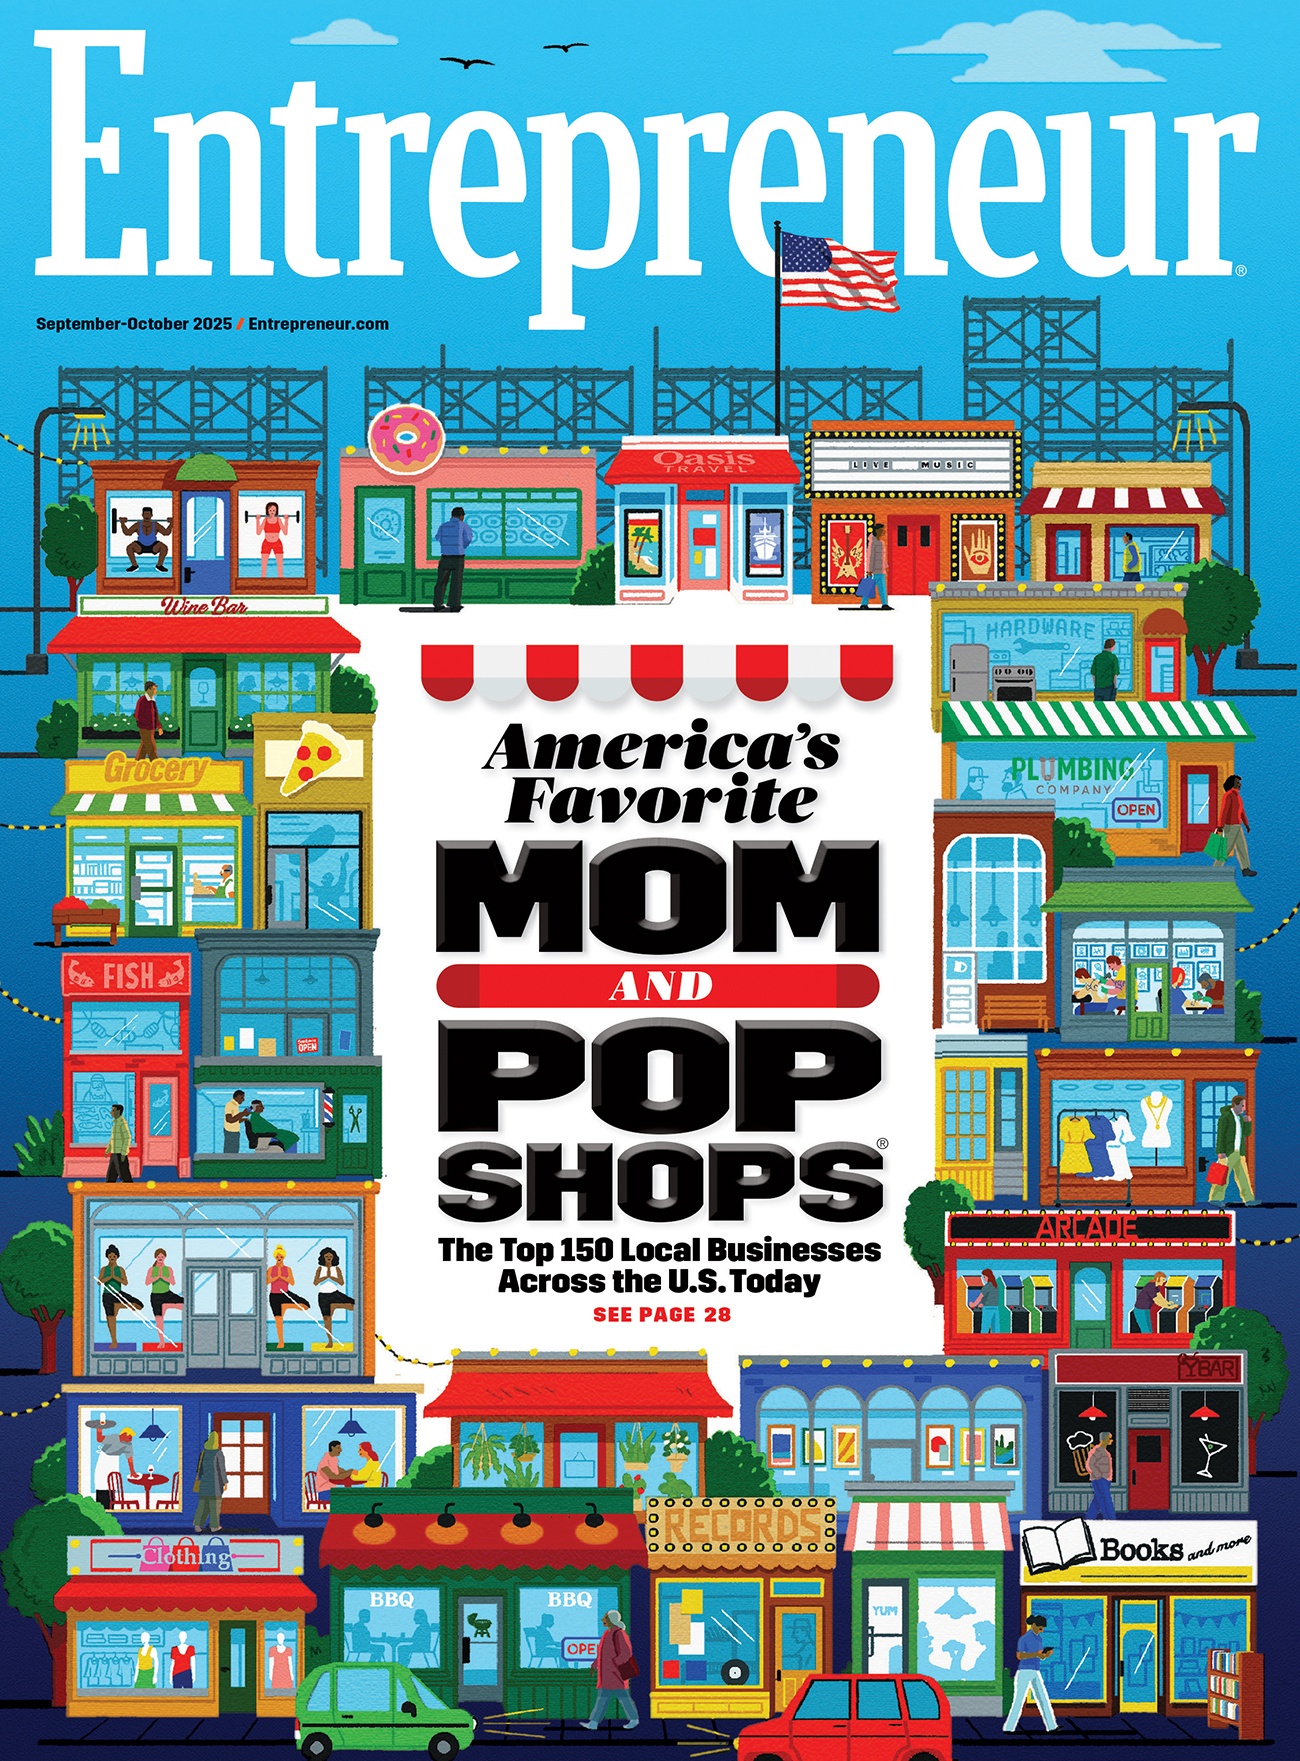 Entrepreneur®
September-October 2025 / Entrepreneur.com
Oasis
TRAVEL
LIVE MUSIC
Wine Bar
HARDWARE
Grocery
PLUMBING
COMPANY
OPEN
America's
Favorite
MOM
AND
POP
SHOPS®
The Top 150 Local Businesses
Across the U.S. Today
SEE PAGE 28
FISH
OPEN
ARCADE
BAR
RECORDS
Clothing
Books and more
BBQ
BBQ
OPE
YUM